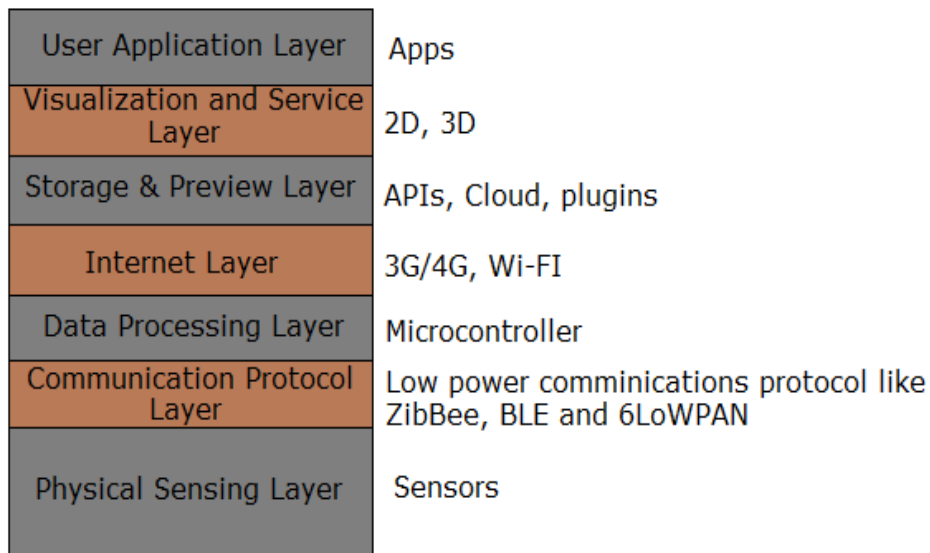 User Application Layer
Apps
Visualization and Service
Layer
2D, 3D
Storage & Preview Layer
APIs, Cloud, plugins
Internet Layer
3G/4G, Wi-FI
Data Processing Layer
Microcontroller
Communication Protocol
Layer
Low power comminications protocol like
ZibBee, BLE and 6LoWPAN
Physical Sensing Layer
Sensors